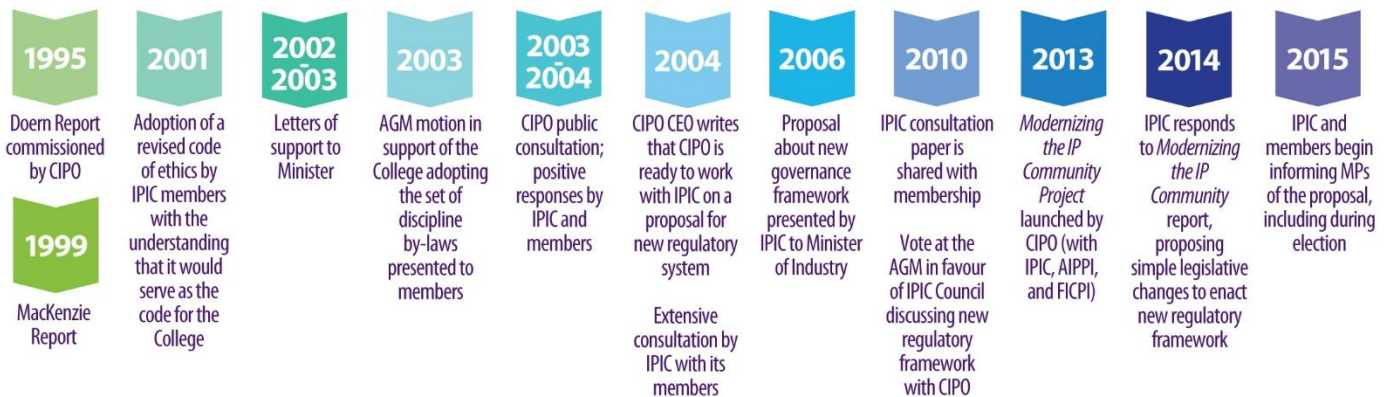 1995
Doern Report
commissioned
by CIPO
1999
MacKenzie
Report
2001
Adoption of a
revised code of
ethics by IPIC
members
with the
understanding
that it would
serve as the
code for the
College
2002
-
2003
Letters of
support to
Minister
2003
AGM motion in
support of the
College adopting
the set of
discipline
by-laws
presented to
members
2003
-
2004
CIPO public
consultation;
positive
responses by
IPIC and
members
2004
CIPO CEO writes
that CIPO is
ready to work
with IPIC on a
proposal for
new regulatory
system
Extensive
consultation by
IPIC with its
members
2006
Proposal
about new
governance
framework
presented by
IPIC to Minister
of Industry
2010
IPIC consultation
paper is
shared with
membership
Vote at the
AGM in favour
of IPIC Council
discussing new
regulatory
framework
with CIPO
2013
Modernizing
the IP
Community
Project
launched by
CIPO (with
IPIC, AIPPI,
and FICPI)
2014
IPIC responds
to Modernizing
the IP
Community
report,
proposing
simple legislative
changes to enact
new regulatory
framework
2015
IPIC and
members begin
informing MPs
of the proposal,
including during
election